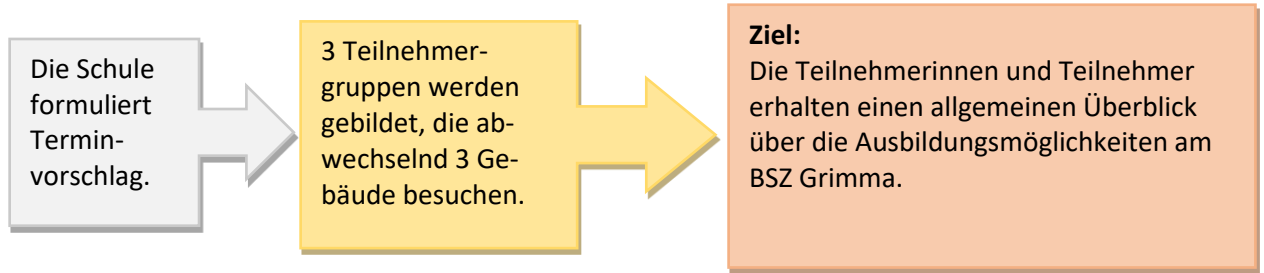 Die Schule
formuliert
Termin-
vorschlag.
3 Teilnehmer-
gruppen werden
gebildet, die ab-
wechselnd 3 Ge-
bäude besuchen.
Ziel:
Die Teilnehmerinnen und Teilnehmer
erhalten einen allgemeinen Überblick
über die Ausbildungsmöglichkeiten am
BSZ Grimma.